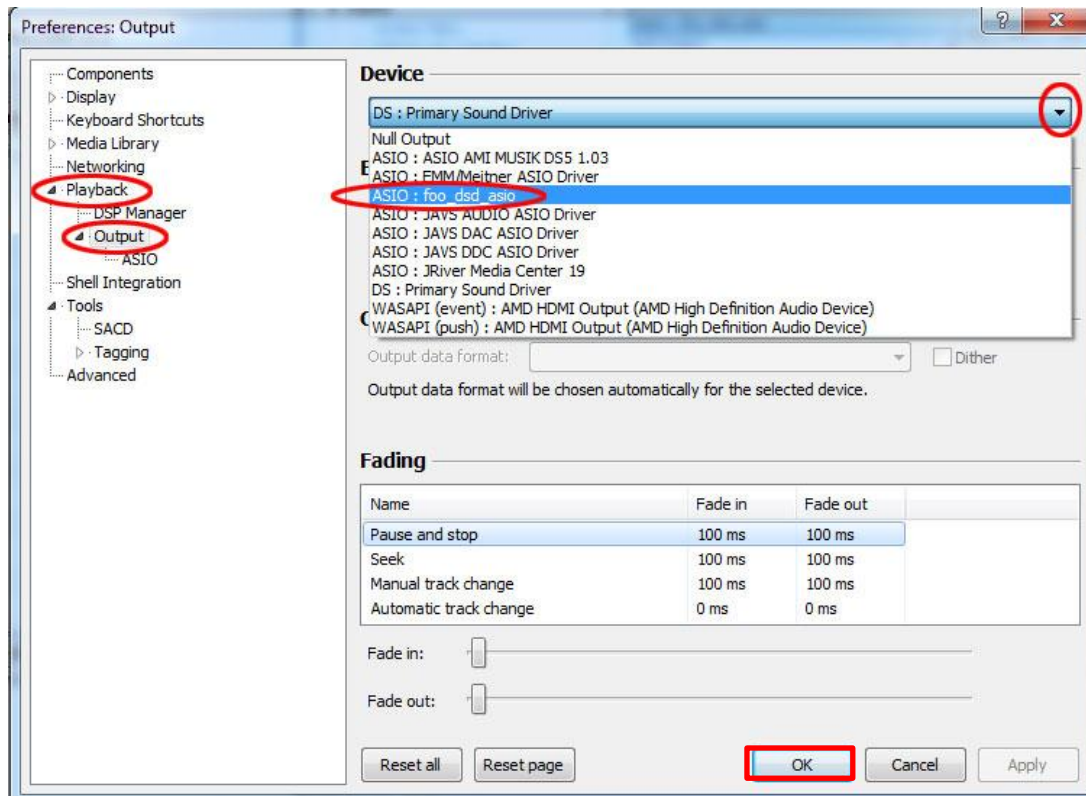 Preferences: Output
Components
Display
Keyboard Shortcuts
Media Library
Networking
Playback
DSP Manager
Output
ASIO
Shell Integration
Tools
SACD
Tagging
Advanced
Device
DS : Primary Sound Driver
Null Output
ASIO : ASIO AMI MUSIK DS5 1.03
ASIO : EMM/Meitner ASIO Driver
ASIO : foo_dsd_asio
ASIO : JAVS AUDIO ASIO Driver
ASIO : JAVS DAC ASIO Driver
ASIO : JAVS DDC ASIO Driver
ASIO : JRiver Media Center 19
DS : Primary Sound Driver
WASAPI (event) : AMD HDMI Output (AMD High Definition Audio Device)
WASAPI (push) : AMD HDMI Output (AMD High Definition Audio Device)
Output data format:
Dither
Output data format will be chosen automatically for the selected device.
Fading
Name Fade in Fade out
Pause and stop 100 ms 100 ms
Seek 100 ms 100 ms
Manual track change 100 ms 100 ms
Automatic track change 0 ms 0 ms
Fade in:
Fade out:
Reset all Reset page OK Cancel Apply